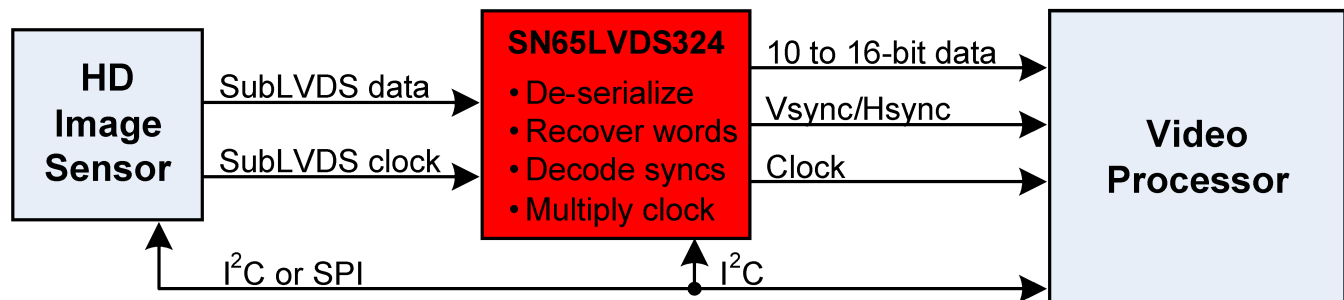 HD
Image
Sensor
SubLVDS data
SubLVDS clock
SN65LVDS324
• De-serialize
• Recover words
• Decode syncs
• Multiply clock
10 to 16-bit data
Vsync/Hsync
Clock
Video
Processor
I²C or SPI
I²C